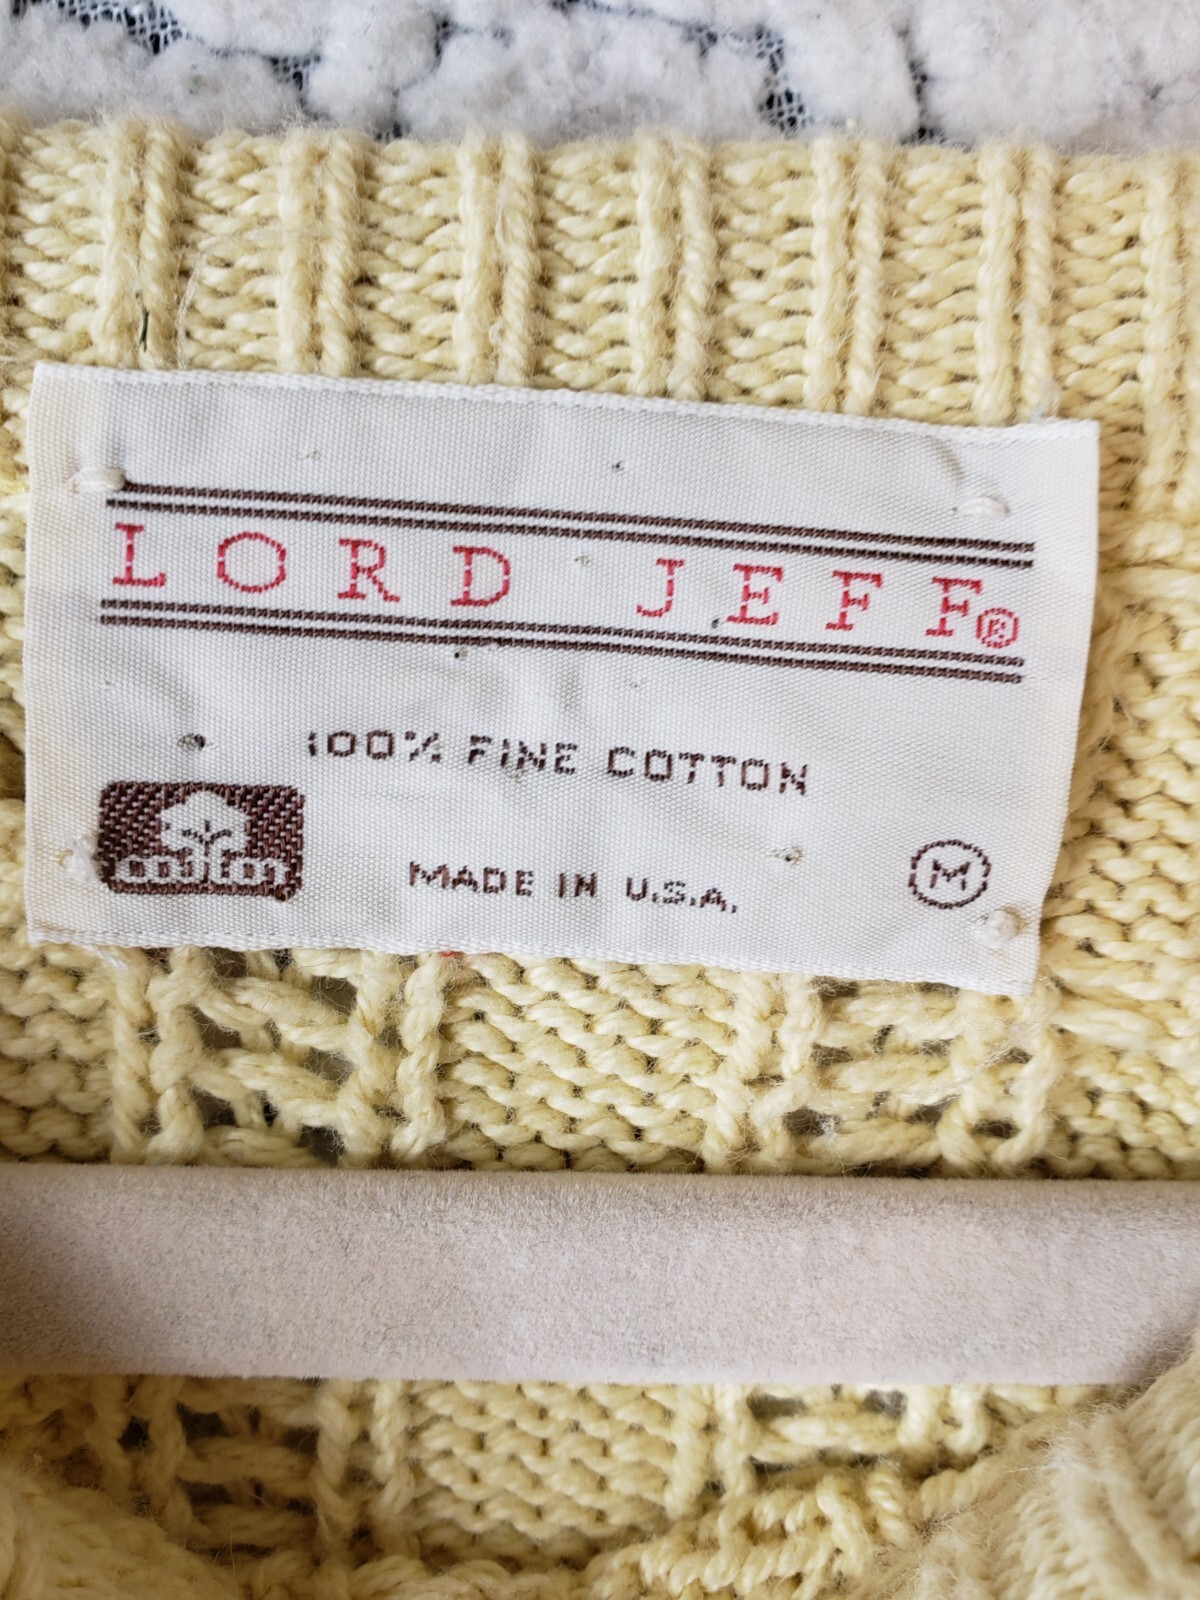 LORD JEFF®
100% FINE COTTON
cotton
MADE IN U.S.A.
M